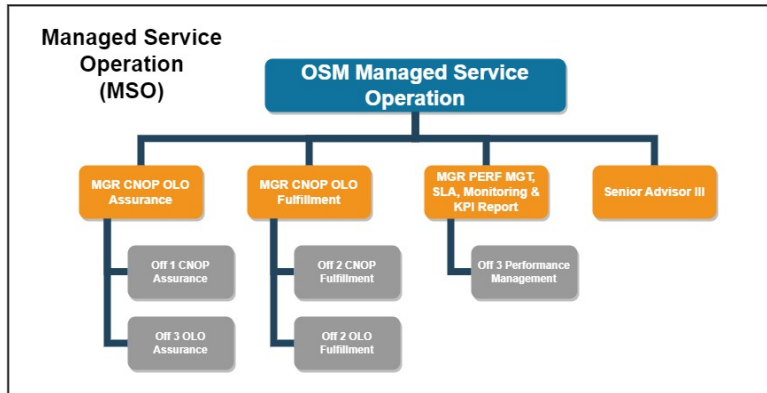 Managed Service
Operation
(MSO)
OSM Managed Service
Operation
MGR CNOP OLO
Assurance
MGR CNOP OLO
Fulfillment
MGR PERF MGT,
SLA, Monitoring &
KPI Report
Senior Advisor III
Off 1 CNOP
Assurance
Off 2 CNOP
Fulfillment
Off 3 Performance
Management
Off 3 OLO
Assurance
Off 2 OLO
Fulfillment